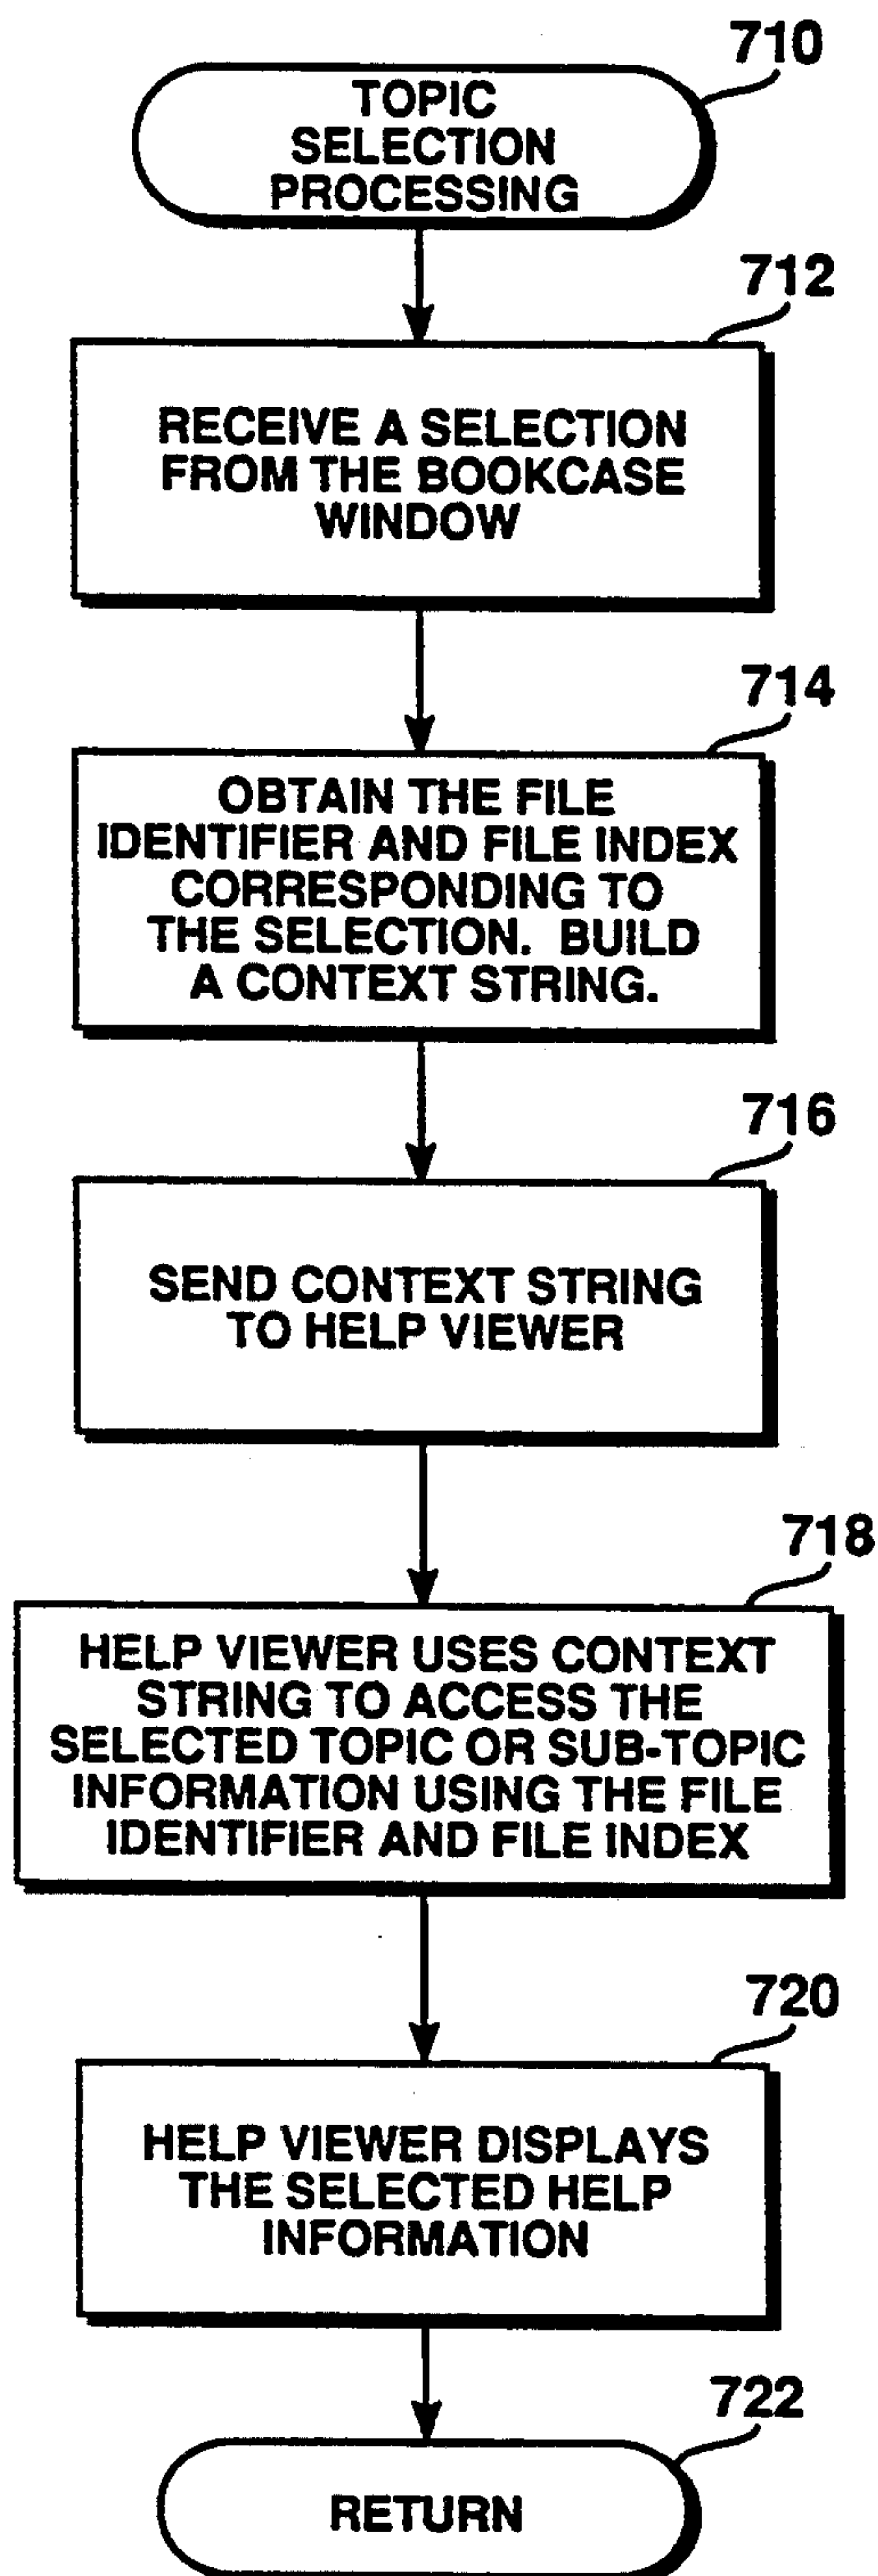 710
TOPIC
SELECTION
PROCESSING
712
RECEIVE A SELECTION
FROM THE BOOKCASE
WINDOW
714
OBTAIN THE FILE
IDENTIFIER AND FILE INDEX
CORRESPONDING TO
THE SELECTION. BUILD
A CONTEXT STRING.
716
SEND CONTEXT STRING
TO HELP VIEWER
718
HELP VIEWER USES CONTEXT
STRING TO ACCESS THE
SELECTED TOPIC OR SUB-TOPIC
INFORMATION USING THE FILE
IDENTIFIER AND FILE INDEX
720
HELP VIEWER DISPLAYS
THE SELECTED HELP
INFORMATION
722
RETURN